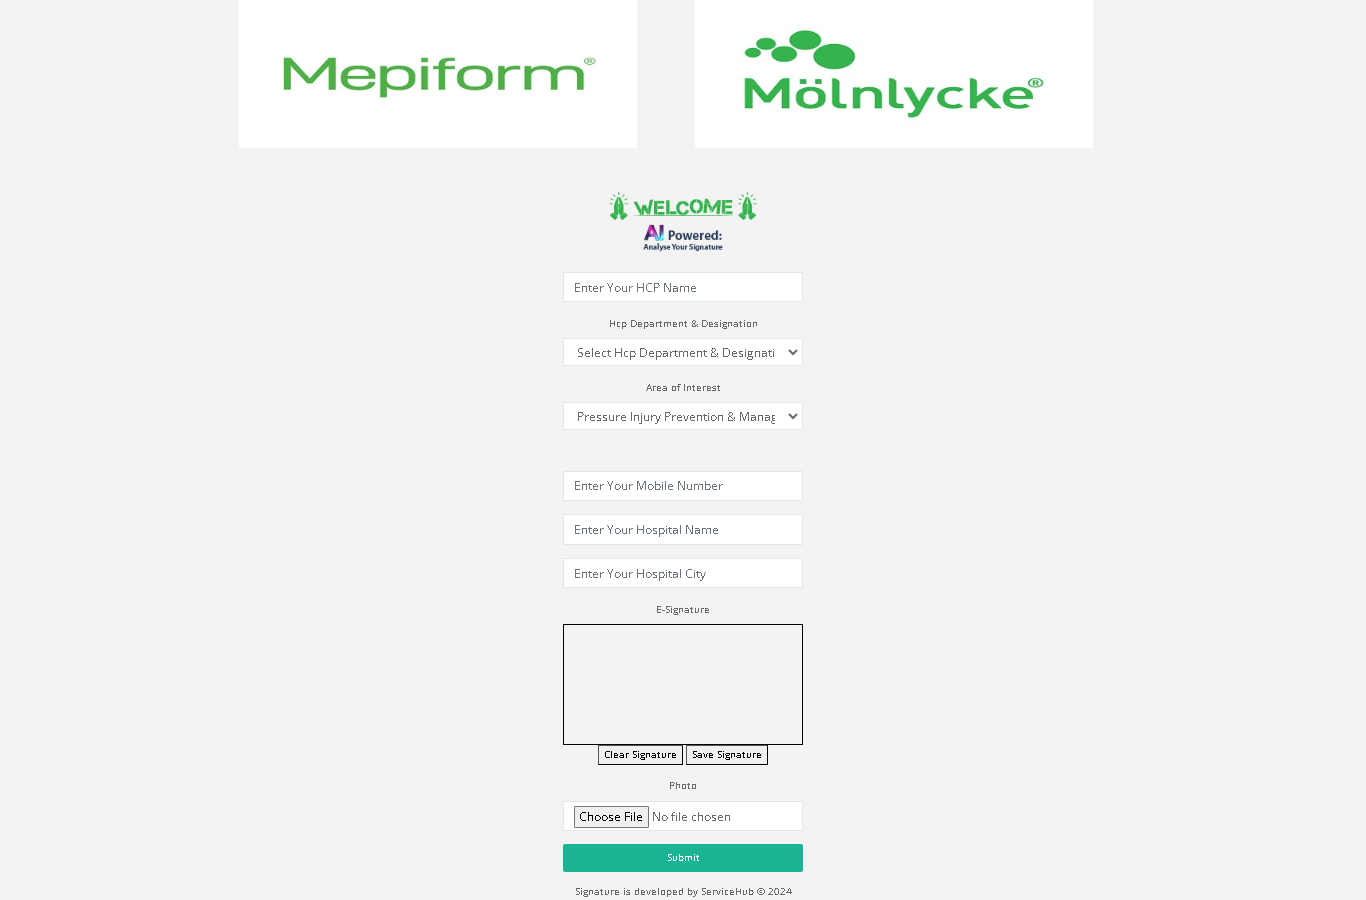 Mepiform®
Mölnlycke®
WELCOME
AI Powered:
Analyse Your Signature
Enter Your HCP Name
Hcp Department & Designation
Select Hcp Department & Designati
Area of Interest
Pressure Injury Prevention & Manag
Enter Your Mobile Number
Enter Your Hospital Name
Enter Your Hospital City
E-Signature
Clear Signature Save Signature
Photo
Choose File No file chosen
Submit
Signature is developed by ServiceHub © 2024